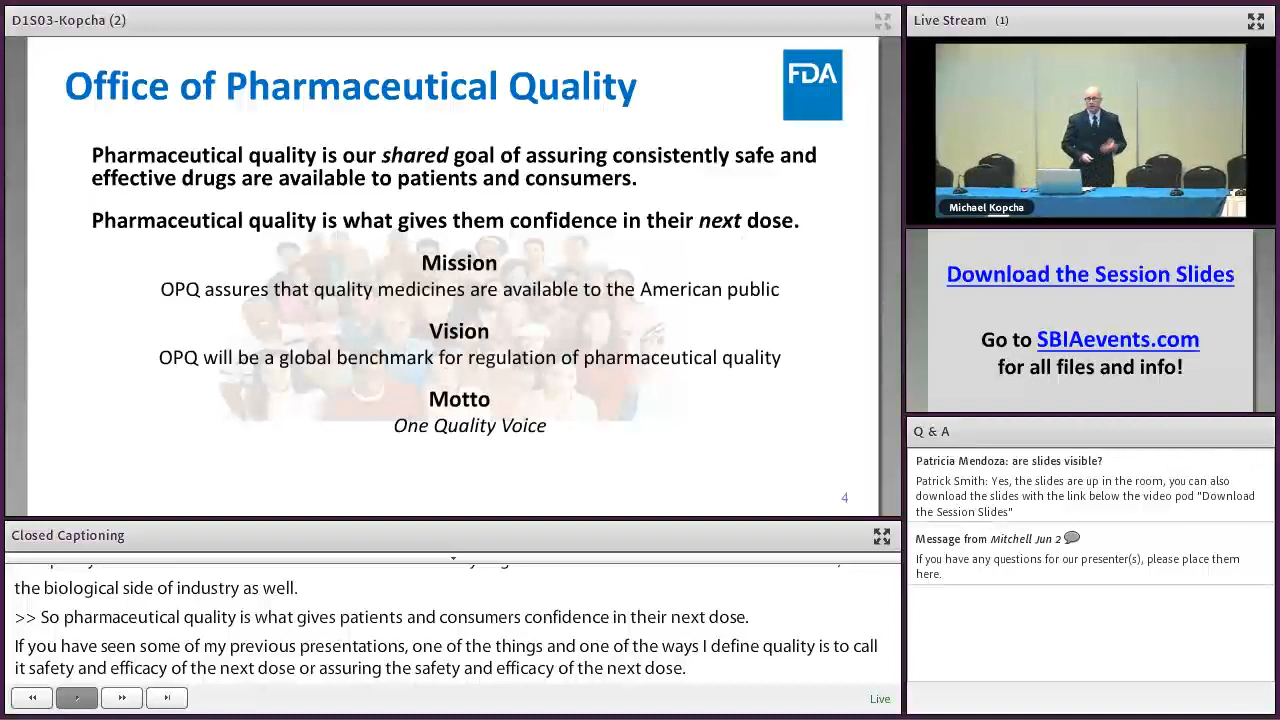 D1S03-Kopcha (2)
Office of Pharmaceutical Quality
FDA
Pharmaceutical quality is our shared goal of assuring consistently safe and
effective drugs are available to patients and consumers.
Pharmaceutical quality is what gives them confidence in their next dose.
Mission
OPQ assures that quality medicines are available to the American public
Vision
OPQ will be a global benchmark for regulation of pharmaceutical quality
Motto
One Quality Voice
4
Closed Captioning
the biological side of industry as well.
>> So pharmaceutical quality is what gives patients and consumers confidence in their next dose.
If you have seen some of my previous presentations, one of the things and one of the ways I define quality is to call
it safety and efficacy of the next dose or assuring the safety and efficacy of the next dose.
Live
Live Stream (1)
Michael Kopcha
Download the Session Slides
Go to SBIAevents.com
for all files and info!
Q & A
Patricia Mendoza: are slides visible?
Patrick Smith: Yes, the slides are up in the room, you can also
download the slides with the link below the video pod "Download
the Session Slides"
Message from Mitchell Jun 2
If you have any questions for our presenter(s), please place them
here.